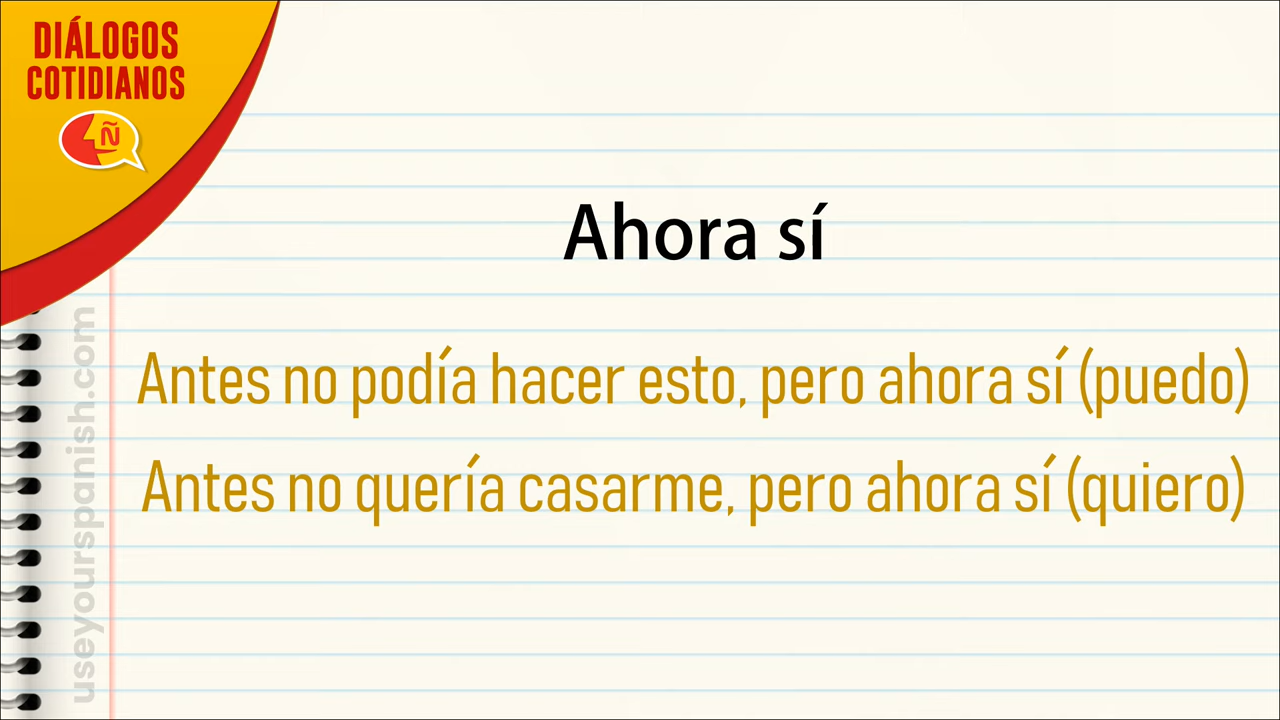 DIÁLOGOS
COTIDIANOS
Ñ
Ahora sí
Antes no podía hacer esto, pero ahora sí (puedo)
Antes no quería casarme, pero ahora sí (quiero)
useyourspanish.com